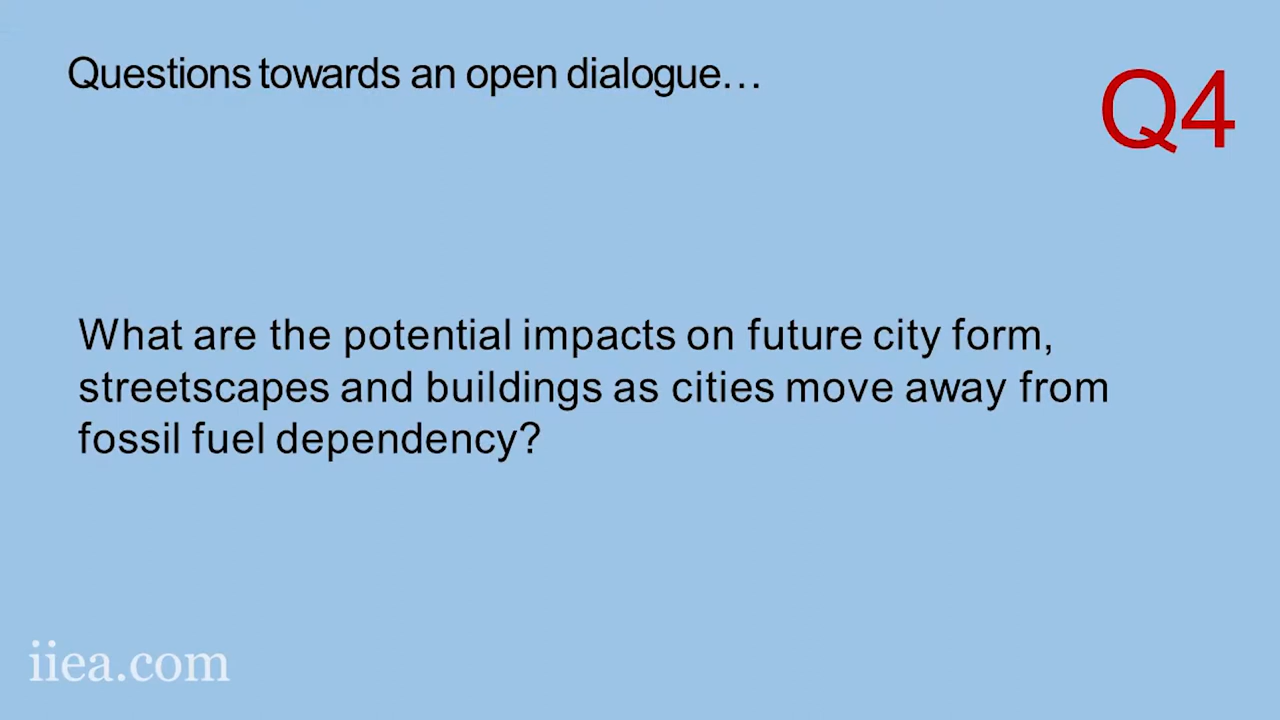 Questions towards an open dialogue…
Q4
What are the potential impacts on future city form,
streetscapes and buildings as cities move away from
fossil fuel dependency?
iiea.com